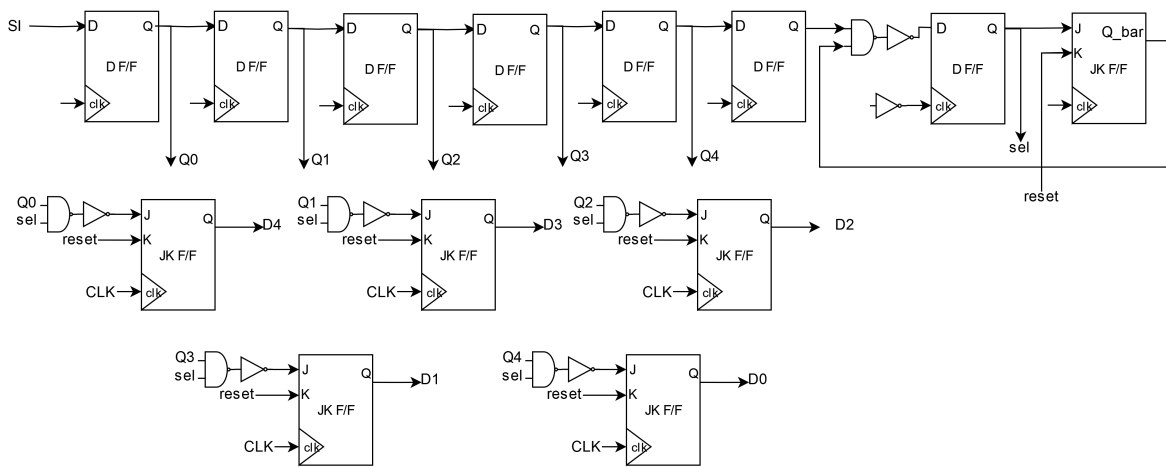 SI D Q D Q D Q D Q D Q D Q D Q J Q_bar
K
D F/F D F/F D F/F D F/F D F/F D F/F D F/F JK F/F
clk clk clk clk clk clk clk clk
sel
Q0 Q1 Q2 Q3 Q4
reset
Q0 J Q D4 Q1 J Q D3 Q2 J Q D2
sel sel sel
reset K reset K reset K
JK F/F JK F/F JK F/F
CLK clk CLK clk CLK clk
Q3 J Q D1 Q4 J Q D0
sel sel
reset K reset K
JK F/F JK F/F
CLK clk CLK clk